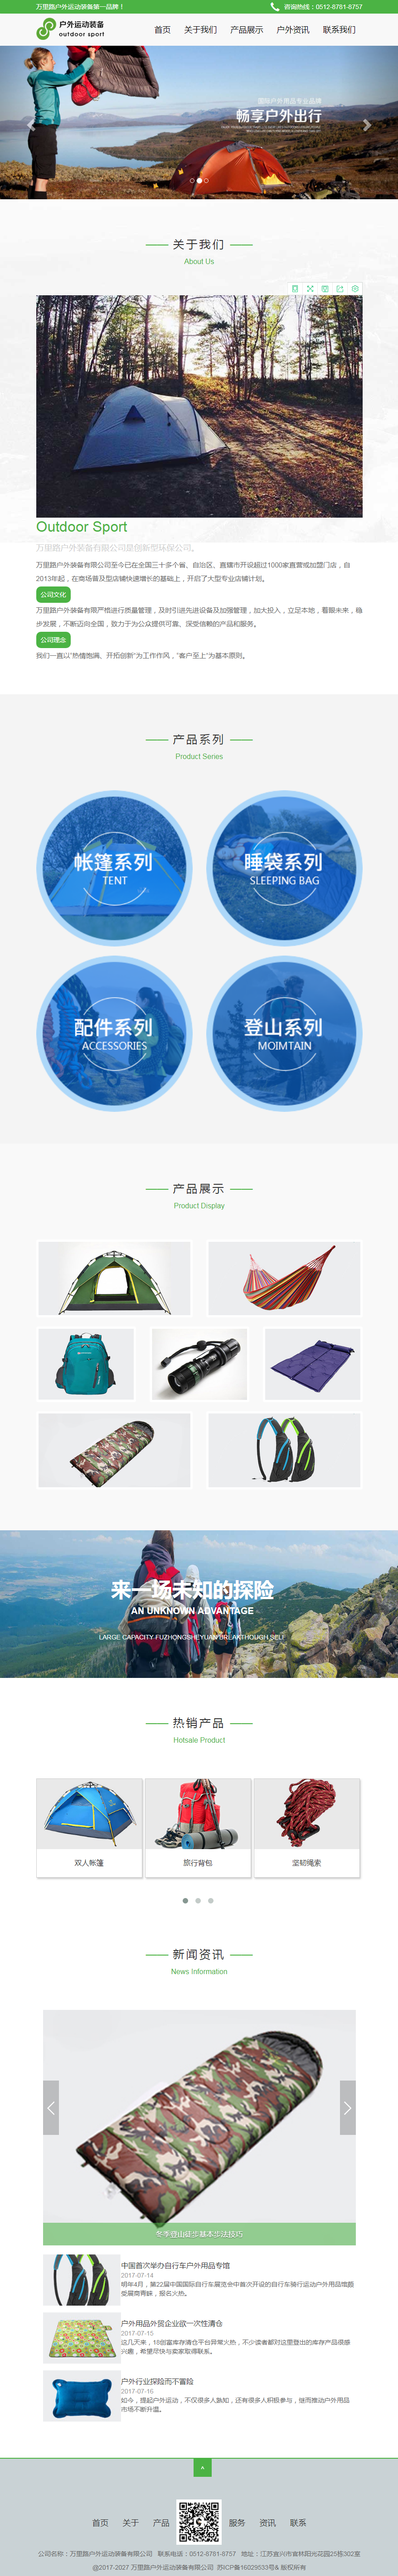 万里路户外运动装备第一品牌！
咨询热线：0512-8781-8757
户外运动装备
outdoor sport
首页 关于我们 产品展示 户外资讯 联系我们
国际户外用品专业品牌
畅享户外出行
关于我们
About Us
Outdoor Sport
万里路户外装备有限公司是创新型环保公司。
万里路户外装备有限公司至今已在全国三十多个省、自治区、直辖市开设超过1000家直营或加盟门店，自
2013年起，在商场普及型店铺快速增长的基础上，开启了大型专业店铺计划。
公司文化
万里路户外装备有限严格进行质量管理，及时引进先进设备及加强管理，加大投入，立足本地，看眼未来，稳
步发展，不断迈向全国，致力于为公众提供可靠、深受信赖的产品和服务。
公司理念
我们一直以“热情饱满、开拓创新”为工作作风，“客户至上”为基本原则。
产品系列
Product Series
帐篷系列
TENT
睡袋系列
SLEEPING BAG
配件系列
ACCESSORIES
登山系列
MOIMTAIN
产品展示
Product Display
来一场未知的探险
AN UNKNOWN ADVANTAGE
LARGE CAPACITY FUZHONGSHEYUAN BREAKTHOUGH SELF
热销产品
Hotsale Product
双人帐篷
旅行背包
坚韧绳索
新闻资讯
News Information
冬季登山徒步基本步法技巧
中国首次举办自行车户外用品专馆
2017-07-14
明年4月，第22届中国国际自行车展览会中首次开设的自行车骑行运动户外用品馆颇
受展商青睐，报名火热。
户外用品外贸企业欲一次性清仓
2017-07-15
这几天来，18创富库存清仓平台异常火热，不少读者都对这里登出的库存产品很感
兴趣，希望尽快与卖家取得联系。
户外行业探险而不冒险
2017-07-16
如今，提起户外运动，不仅很多人熟知，还有很多人积极参与，继而推动户外用品
市场不断升温。
首页 关于 产品 服务 资讯 联系
公司名称：万里路户外运动装备有限公司 联系电话：0512-8781-8757 地址：江苏宜兴市宜林阳光花园25栋302室
@2017-2027 万里路户外运动装备有限公司 苏ICP备16029533号& 版权所有